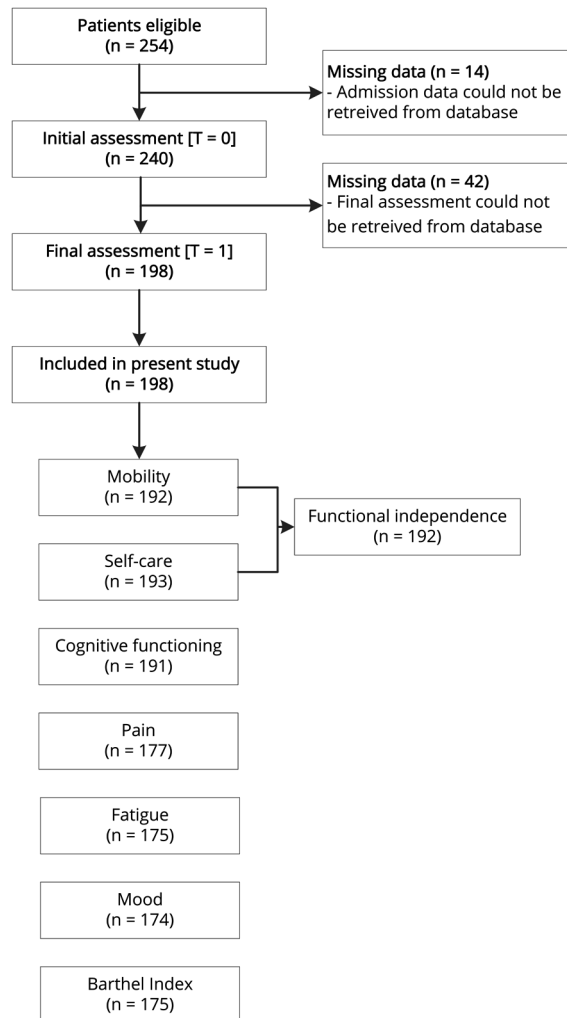 Patients eligible
(n = 254)
Missing data (n = 14)
- Admission data could not be
retreived from database
Initial assessment [T = 0]
(n = 240)
Missing data (n = 42)
- Final assessment could not
be retreived from database
Final assessment [T = 1]
(n = 198)
Included in present study
(n = 198)
Mobility
(n = 192)
Functional independence
(n = 192)
Self-care
(n = 193)
Cognitive functioning
(n = 191)
Pain
(n = 177)
Fatigue
(n = 175)
Mood
(n = 174)
Barthel Index
(n = 175)